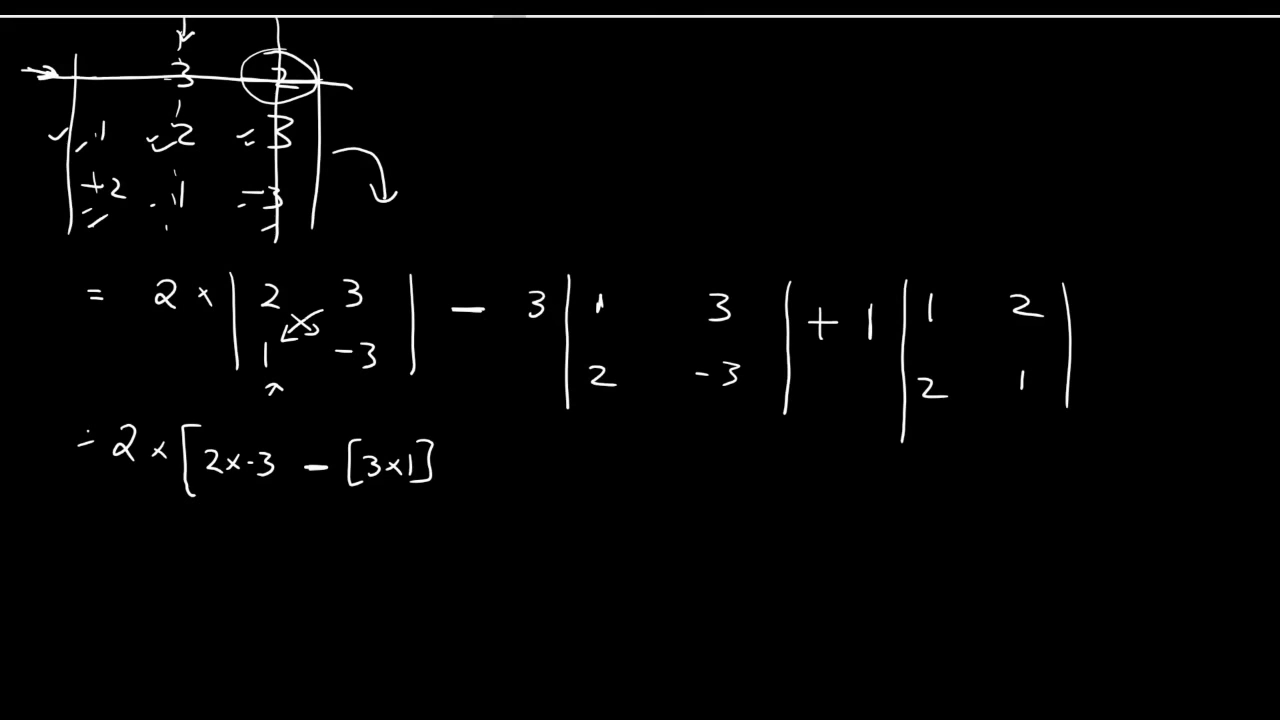 3 2
1 2 3
+2 1 -3
= 2 × | 2 3 | - 3 | 1 3 | + 1 | 1 2 |
| 1 -3 | | 2 -3 | | 2 1 |
= 2 × [2×-3 - [3×1]